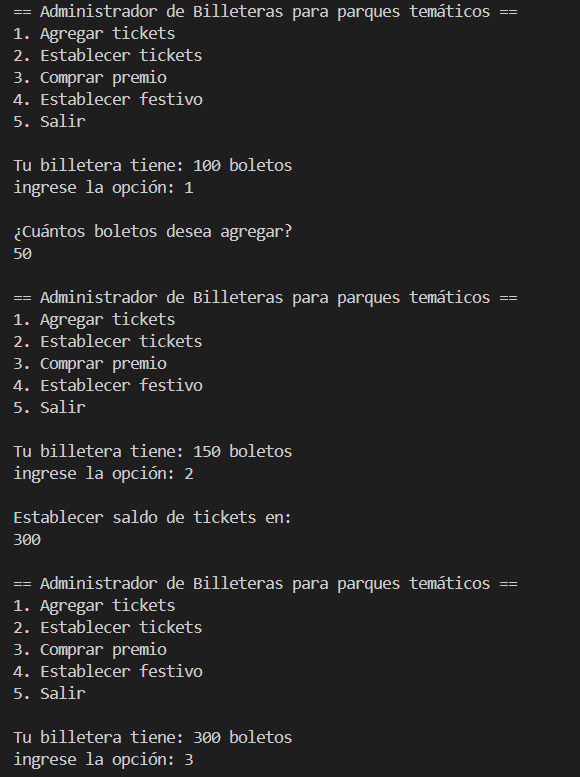 == Administrador de Billeteras para parques temáticos ==
1. Agregar tickets
2. Establecer tickets
3. Comprar premio
4. Establecer festivo
5. Salir
Tu billetera tiene: 100 boletos
ingrese la opción: 1
¿Cuántos boletos desea agregar?
50
== Administrador de Billeteras para parques temáticos ==
1. Agregar tickets
2. Establecer tickets
3. Comprar premio
4. Establecer festivo
5. Salir
Tu billetera tiene: 150 boletos
ingrese la opción: 2
Establecer saldo de tickets en:
300
== Administrador de Billeteras para parques temáticos ==
1. Agregar tickets
2. Establecer tickets
3. Comprar premio
4. Establecer festivo
5. Salir
Tu billetera tiene: 300 boletos
ingrese la opción: 3